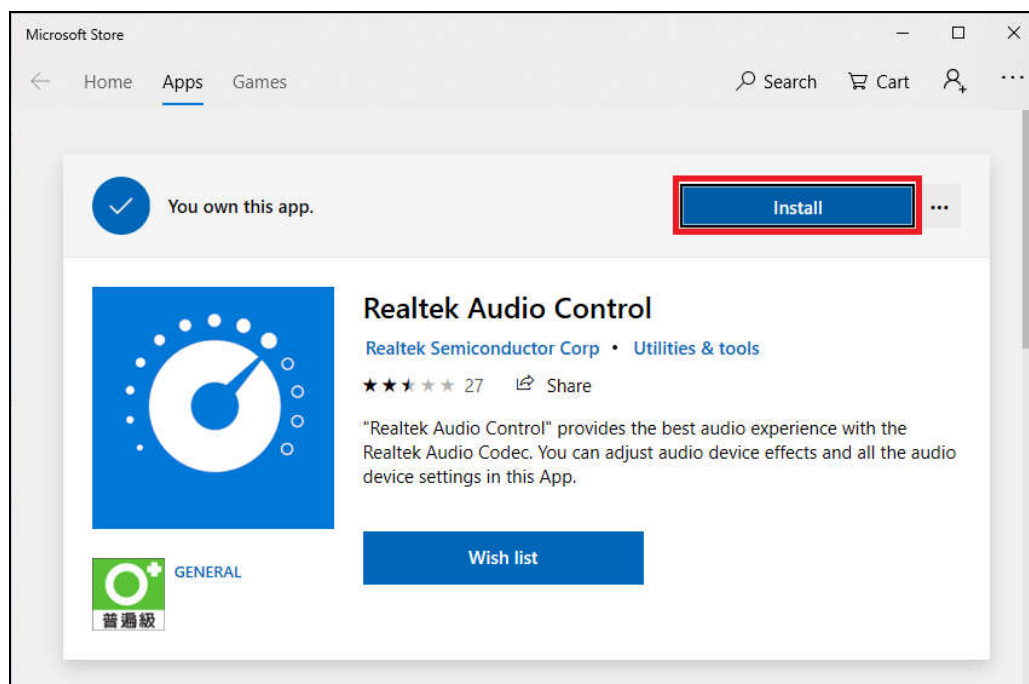 Microsoft Store
Home Apps Games Search Cart
You own this app. Install
Realtek Audio Control
Realtek Semiconductor Corp • Utilities & tools
27 Share
"Realtek Audio Control" provides the best audio experience with the
Realtek Audio Codec. You can adjust audio device effects and all the audio
device settings in this App.
Wish list
GENERAL
普遍級